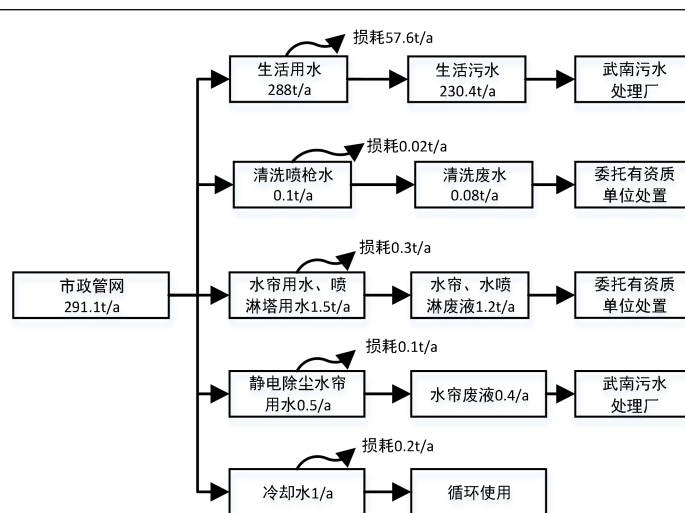 损耗57.6t/a
生活用水
288t/a
生活污水
230.4t/a
武南污水
处理厂
损耗0.02t/a
清洗喷枪水
0.1t/a
清洗废水
0.08t/a
委托有资质
单位处置
损耗0.3t/a
市政管网
291.1t/a
水帘用水、喷
淋塔用水1.5t/a
水帘、水喷
淋废液1.2t/a
委托有资质
单位处置
损耗0.1t/a
静电除尘水帘
用水0.5/a
水帘废液0.4/a
武南污水
处理厂
损耗0.2t/a
冷却水1/a
循环使用